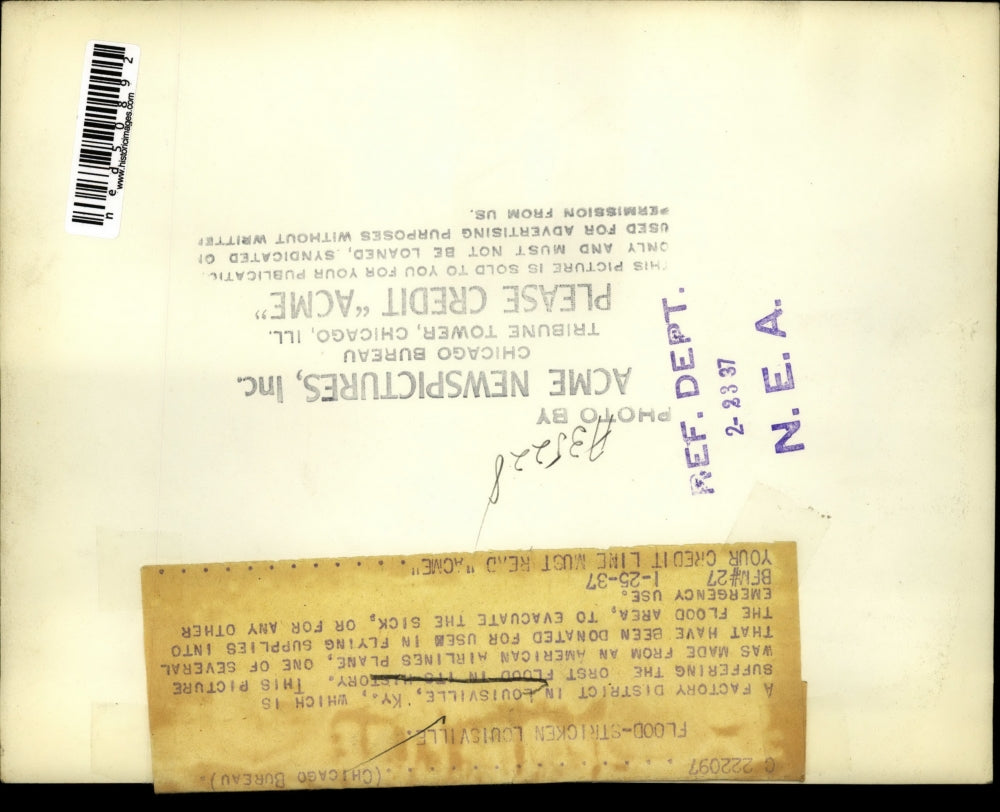 C 222097 . . . . . . . . . . . . . . . . (CHICAGO BUREAU)
FLOOD-STRICKEN LOUISVILLE.
A FACTORY DISTRICT IN LOUISVILLE, KY., WHICH IS
SUFFERING THE ORST FLOOD IN ITS HISTORY. THIS PICTURE
WAS MADE FROM AN AMERICAN AIRLINES PLANE, ONE OF SEVERAL
THAT HAVE BEEN DONATED FOR USE IN FLYING SUPPLIES INTO
THE FLOOD AREA, TO EVACUATE THE SICK, OR FOR ANY OTHER
EMERGENCY USE.
BFM#27 1-25-37
YOUR CREDIT LINE MUST READ "ACME" . . . . . . . . . . . . . .
A35228
PHOTO BY
ACME NEWSPICTURES, Inc.
CHICAGO BUREAU
TRIBUNE TOWER, CHICAGO, ILL.
PLEASE CREDIT "ACME"
THIS PICTURE IS SOLD TO YOU FOR YOUR PUBLICATI
ONLY AND MUST NOT BE LOANED, SYNDICATED O
USED FOR ADVERTISING PURPOSES WITHOUT WRITTE
PERMISSION FROM US.
REF. DEPT.
2-23 37
N. E. A.
ned50892
www.historicimages.com